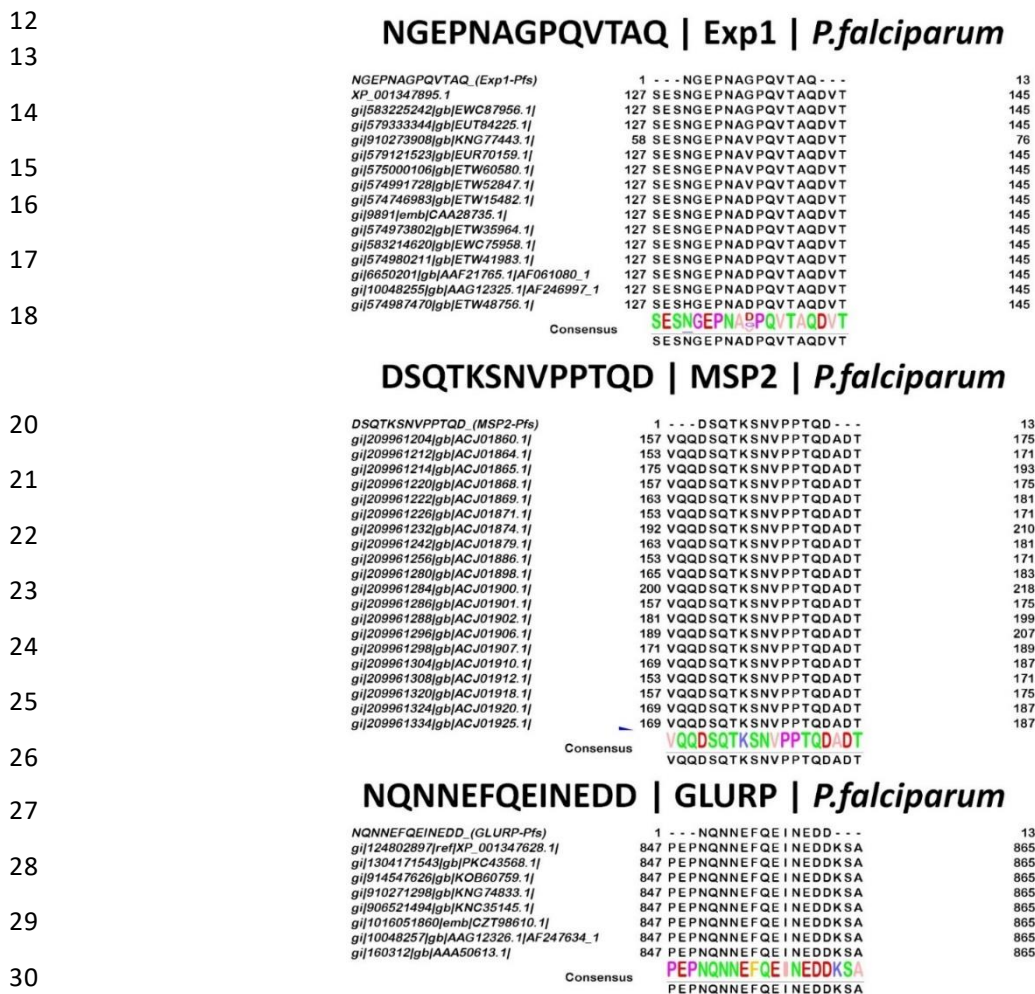 12 NGEPNAGPQVTAQ | Exp1 | P.falciparum
13
NGEPNAGPQVTAQ_(Exp1-Pfs) 1 ---NGEPNAGPQVTAQ--- 13
XP_001347895.1 127 SESNGEPNAGPQVTAQDVT 145
14 gi|583225242|gb|EWC87956.1| 127 SESNGEPNAGPQVTAQDVT 145
gi|579333344|gb|EUT84225.1| 127 SESNGEPNAGPQVTAQDVT 145
gi|910273908|gb|KNG77443.1| 58 SESNGEPNAVPQVTAQDVT 76
15 gi|579121523|gb|EUR70159.1| 127 SESNGEPNAVPQVTAQDVT 145
gi|575000106|gb|ETW60580.1| 127 SESNGEPNAVPQVTAQDVT 145
gi|574991728|gb|ETW52847.1| 127 SESNGEPNAVPQVTAQDVT 145
16 gi|574746983|gb|ETW15482.1| 127 SESNGEPNADPQVTAQDVT 145
gi|9891|emb|CAA28735.1| 127 SESNGEPNADPQVTAQDVT 145
gi|574973802|gb|ETW35964.1| 127 SESNGEPNADPQVTAQDVT 145
gi|583214620|gb|EWC75958.1| 127 SESNGEPNADPQVTAQDVT 145
17 gi|574980211|gb|ETW41983.1| 127 SESNGEPNADPQVTAQDVT 145
gi|6650201|gb|AAF21765.1|AF061080_1 127 SESNGEPNADPQVTAQDVT 145
gi|10048255|gb|AAG12325.1|AF246997_1 127 SESNGEPNADPQVTAQDVT 145
gi|574987470|gb|ETW48756.1| 127 SESHGEPNADPQVTAQDVT 145
18 Consensus SESNGEPNADPQVTAQDVT
SESNGEPNADPQVTAQDVT
DSQTKSNVPPTQD | MSP2 | P.falciparum
20 DSQTKSNVPPTQD_(MSP2-Pfs) 1 ---DSQTKSNVPPTQD--- 13
gi|209961204|gb|ACJ01860.1| 157 VQQDSQTKSNVPPTQDADT 175
gi|209961212|gb|ACJ01864.1| 153 VQQDSQTKSNVPPTQDADT 171
gi|209961214|gb|ACJ01865.1| 175 VQQDSQTKSNVPPTQDADT 193
21 gi|209961220|gb|ACJ01868.1| 157 VQQDSQTKSNVPPTQDADT 175
gi|209961222|gb|ACJ01869.1| 163 VQQDSQTKSNVPPTQDADT 181
gi|209961226|gb|ACJ01871.1| 153 VQQDSQTKSNVPPTQDADT 171
gi|209961232|gb|ACJ01874.1| 192 VQQDSQTKSNVPPTQDADT 210
22 gi|209961242|gb|ACJ01879.1| 163 VQQDSQTKSNVPPTQDADT 181
gi|209961256|gb|ACJ01886.1| 153 VQQDSQTKSNVPPTQDADT 171
gi|209961280|gb|ACJ01898.1| 165 VQQDSQTKSNVPPTQDADT 183
23 gi|209961284|gb|ACJ01900.1| 200 VQQDSQTKSNVPPTQDADT 218
gi|209961286|gb|ACJ01901.1| 157 VQQDSQTKSNVPPTQDADT 175
gi|209961288|gb|ACJ01902.1| 181 VQQDSQTKSNVPPTQDADT 199
gi|209961296|gb|ACJ01906.1| 189 VQQDSQTKSNVPPTQDADT 207
24 gi|209961298|gb|ACJ01907.1| 171 VQQDSQTKSNVPPTQDADT 189
gi|209961304|gb|ACJ01910.1| 169 VQQDSQTKSNVPPTQDADT 187
gi|209961308|gb|ACJ01912.1| 153 VQQDSQTKSNVPPTQDADT 171
25 gi|209961320|gb|ACJ01918.1| 157 VQQDSQTKSNVPPTQDADT 175
gi|209961324|gb|ACJ01920.1| 169 VQQDSQTKSNVPPTQDADT 187
gi|209961334|gb|ACJ01925.1| 169 VQQDSQTKSNVPPTQDADT 187
Consensus VQQDSQTKSNVPPTQDADT
26 VQQDSQTKSNVPPTQDADT
27 NQNNEFQEINEDD | GLURP | P.falciparum
NQNNEFQEINEDD_(GLURP-Pfs) 1 ---NQNNEFQEINEDD--- 13
gi|124802897|ref|XP_001347628.1| 847 PEPNQNNEFQEINEDDKSA 865
28 gi|1304171543|gb|PKC43568.1| 847 PEPNQNNEFQEINEDDKSA 865
gi|914547626|gb|KOB60759.1| 847 PEPNQNNEFQEINEDDKSA 865
gi|910271298|gb|KNG74833.1| 847 PEPNQNNEFQEINEDDKSA 865
29 gi|906521494|gb|KNC35145.1| 847 PEPNQNNEFQEINEDDKSA 865
gi|1016051860|emb|CZT98610.1| 847 PEPNQNNEFQEINEDDKSA 865
gi|10048257|gb|AAG12326.1|AF247634_1 847 PEPNQNNEFQEINEDDKSA 865
gi|160312|gb|AAA50613.1| 847 PEPNQNNEFQEINEDDKSA 865
30 Consensus PEPNQNNEFQEINEDDKSA
PEPNQNNEFQEINEDDKSA